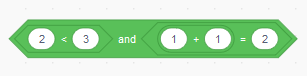 2 < 3 and 1 + 1 = 2